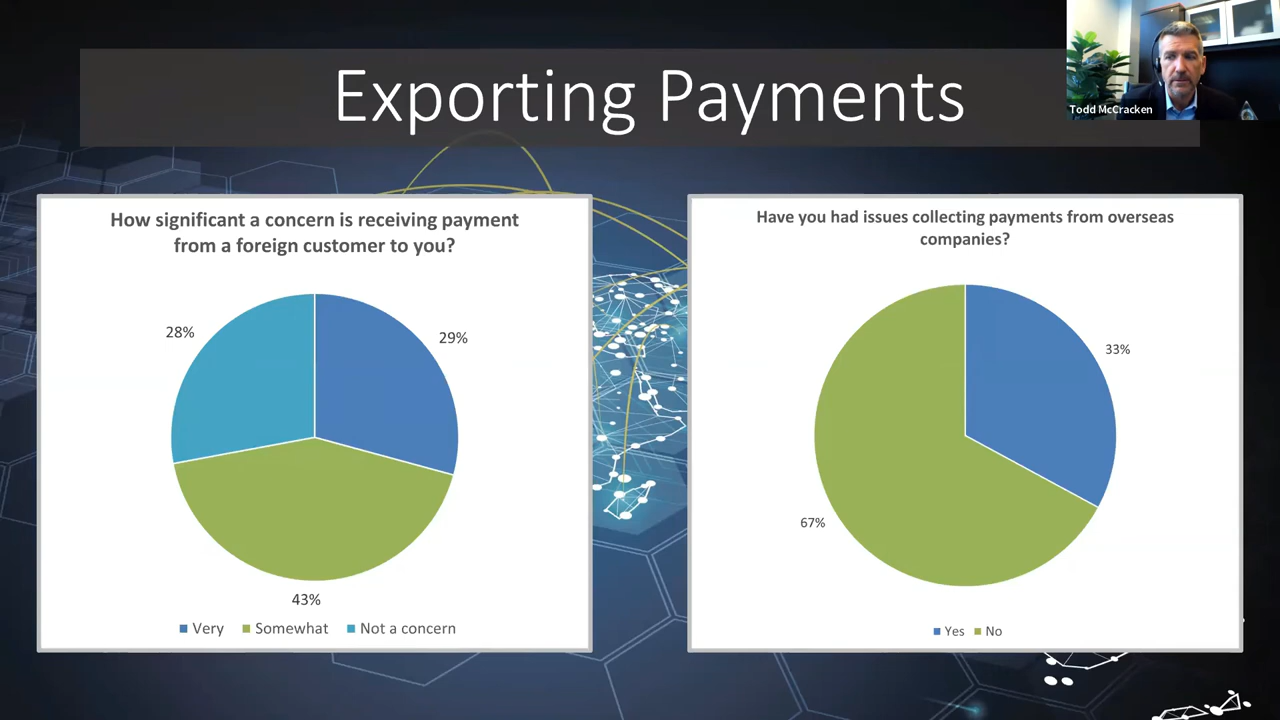 Exporting Payments
Todd McCracken
How significant a concern is receiving payment
from a foreign customer to you?
28%
29%
43%
Very Somewhat Not a concern
Have you had issues collecting payments from overseas
companies?
33%
67%
Yes No